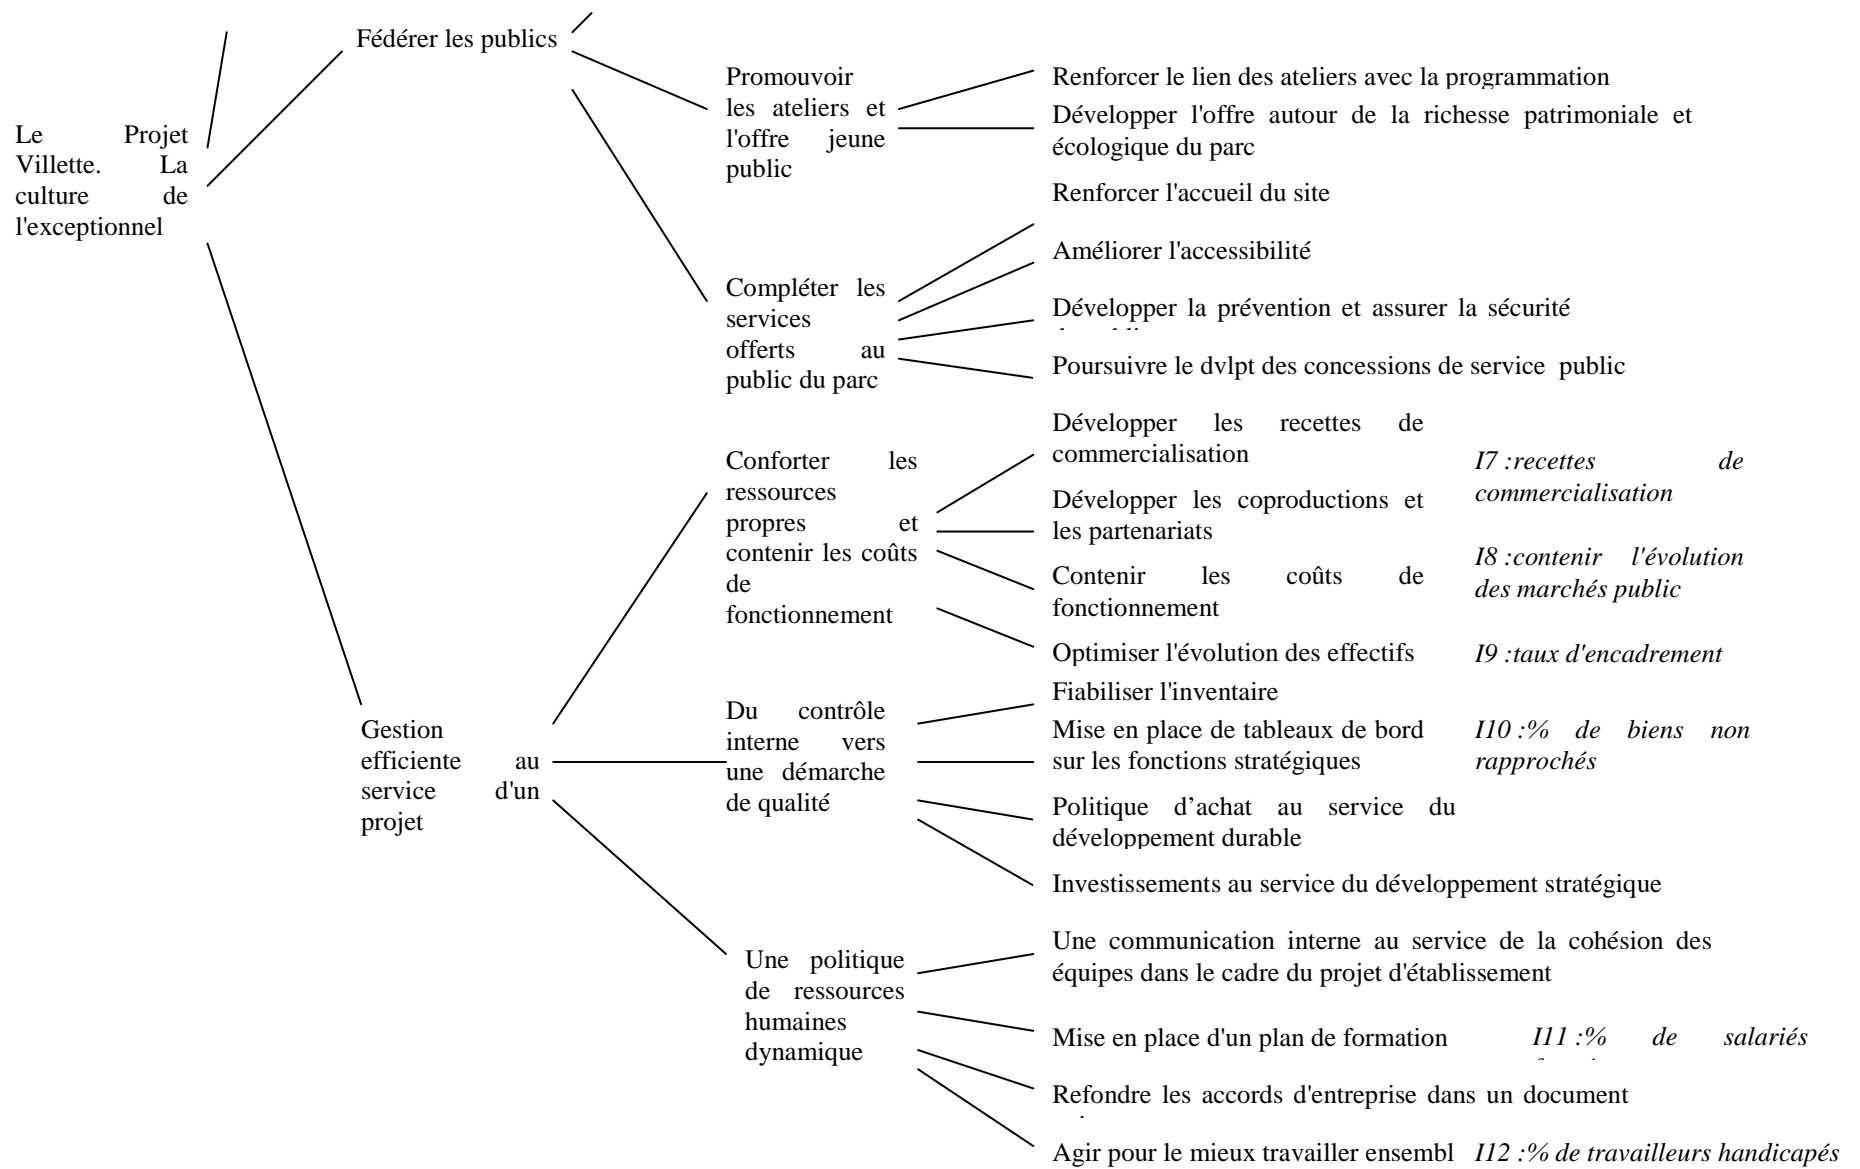 Fédérer les publics
Le Projet
Villette. La
culture de
l'exceptionnel
Promouvoir
les ateliers et
l'offre jeune
public
Renforcer le lien des ateliers avec la programmation
Développer l'offre autour de la richesse patrimoniale et
écologique du parc
Compléter les
services
offerts au
public du parc
Renforcer l'accueil du site
Améliorer l'accessibilité
Développer la prévention et assurer la sécurité
Poursuivre le dvlpt des concessions de service public
Gestion
efficiente au
service d'un
projet
Conforter les
ressources
propres et
contenir les coûts
de
fonctionnement
Développer les recettes de
commercialisation
I7 :recettes de
commercialisation
Développer les coproductions et
les partenariats
Contenir les coûts de
fonctionnement
I8 :contenir l'évolution
des marchés public
Optimiser l'évolution des effectifs
I9 :taux d'encadrement
Du contrôle
interne vers
une démarche
de qualité
Fiabiliser l'inventaire
Mise en place de tableaux de bord
sur les fonctions stratégiques
I10 :% de biens non
rapprochés
Politique d’achat au service du
développement durable
Investissements au service du développement stratégique
Une politique
de ressources
humaines
dynamique
Une communication interne au service de la cohésion des
équipes dans le cadre du projet d'établissement
Mise en place d'un plan de formation
I11 :% de salariés
Refondre les accords d'entreprise dans un document
Agir pour le mieux travailler ensembl
I12 :% de travailleurs handicapés